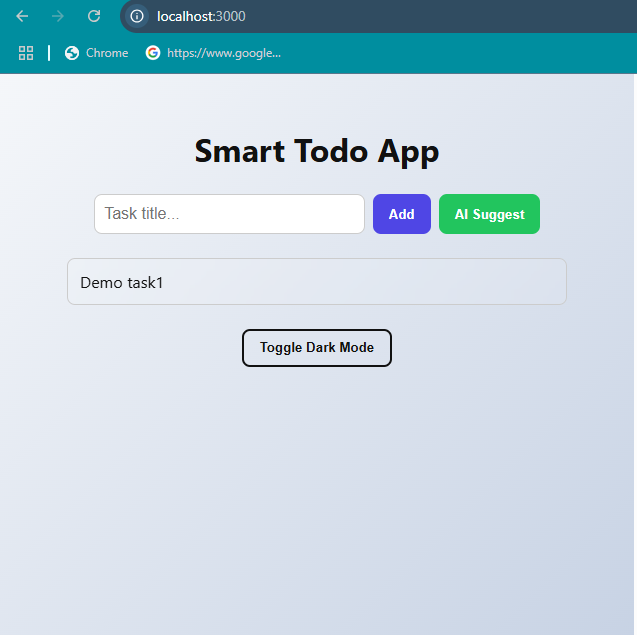 localhost:3000
Chrome https://www.google...
Smart Todo App
Task title... Add AI Suggest
Demo task1
Toggle Dark Mode